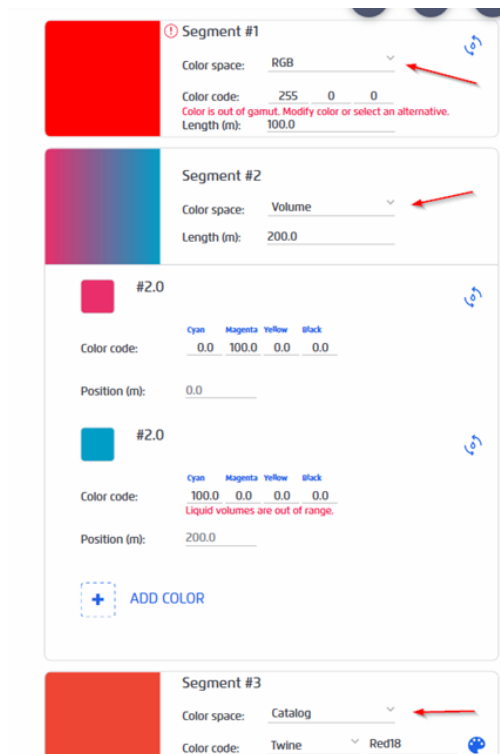 Segment #1
Color space: RGB
Color code: 255 0 0
Color is out of gamut. Modify color or select an alternative.
Length (m): 100.0
Segment #2
Color space: Volume
Length (m): 200.0
#2.0
Cyan Magenta Yellow Black
Color code: 0.0 100.0 0.0 0.0
Position (m): 0.0
#2.0
Cyan Magenta Yellow Black
Color code: 100.0 0.0 0.0 0.0
Liquid volumes are out of range.
Position (m): 200.0
+ ADD COLOR
Segment #3
Color space: Catalog
Color code: Twine Red18